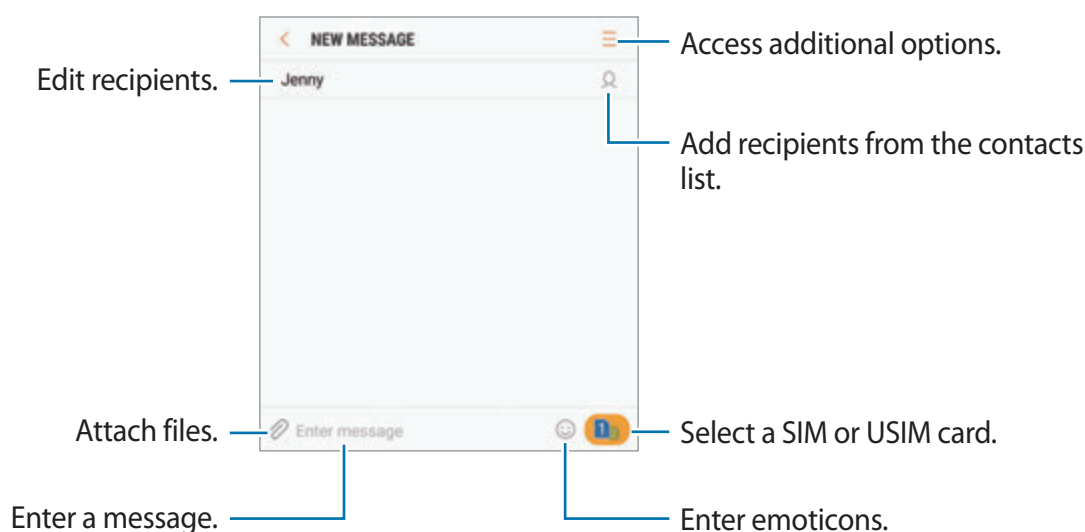 NEW MESSAGE
Access additional options.
Edit recipients.
Jenny
Add recipients from the contacts
list.
Attach files.
Enter message
1
Select a SIM or USIM card.
Enter a message.
Enter emoticons.